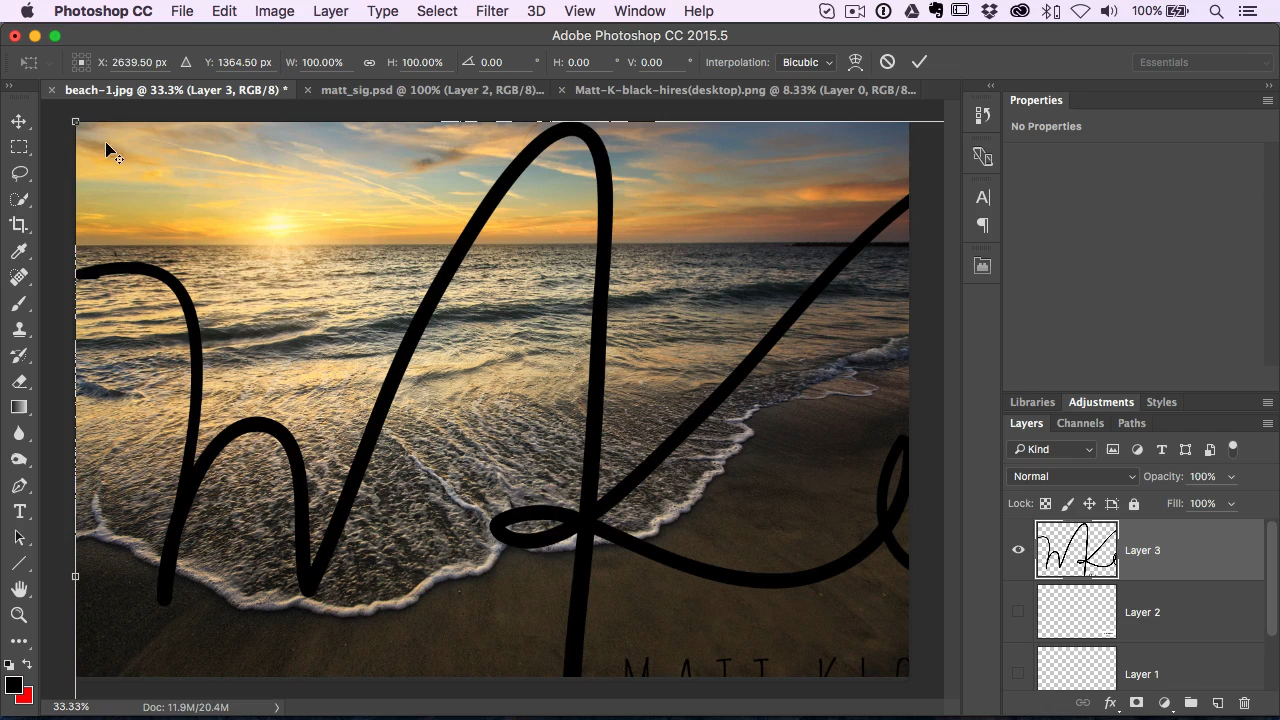 Photoshop CC File Edit Image Layer Type Select Filter 3D View Window Help 100%
Adobe Photoshop CC 2015.5
X: 2639.50 px Y: 1364.50 px W: 100.00% H: 100.00% 0.00 ° H: 0.00 ° V: 0.00 ° Interpolation: Bicubic Essentials
beach-1.jpg @ 33.3% (Layer 3, RGB/8) * matt_sig.psd @ 100% (Layer 2, RGB/8)... Matt-K-black-hires(desktop).png @ 8.33% (Layer 0, RGB/8...
Properties
No Properties
Libraries Adjustments Styles
Layers Channels Paths
Kind
Normal Opacity: 100%
Lock: Fill: 100%
Layer 3
Layer 2
Layer 1
MATT
33.33% Doc: 11.9M/20.4M